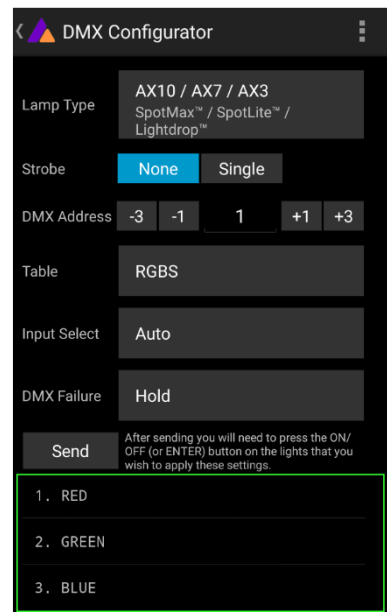 DMX Configurator
Lamp Type
AX10 / AX7 / AX3
SpotMax™ / SpotLite™ /
Lightdrop™
Strobe
None Single
DMX Address -3 -1 1 +1 +3
Table RGBS
Input Select Auto
DMX Failure Hold
Send
After sending you will need to press the ON/
OFF (or ENTER) button on the lights that you
wish to apply these settings.
1. RED
2. GREEN
3. BLUE